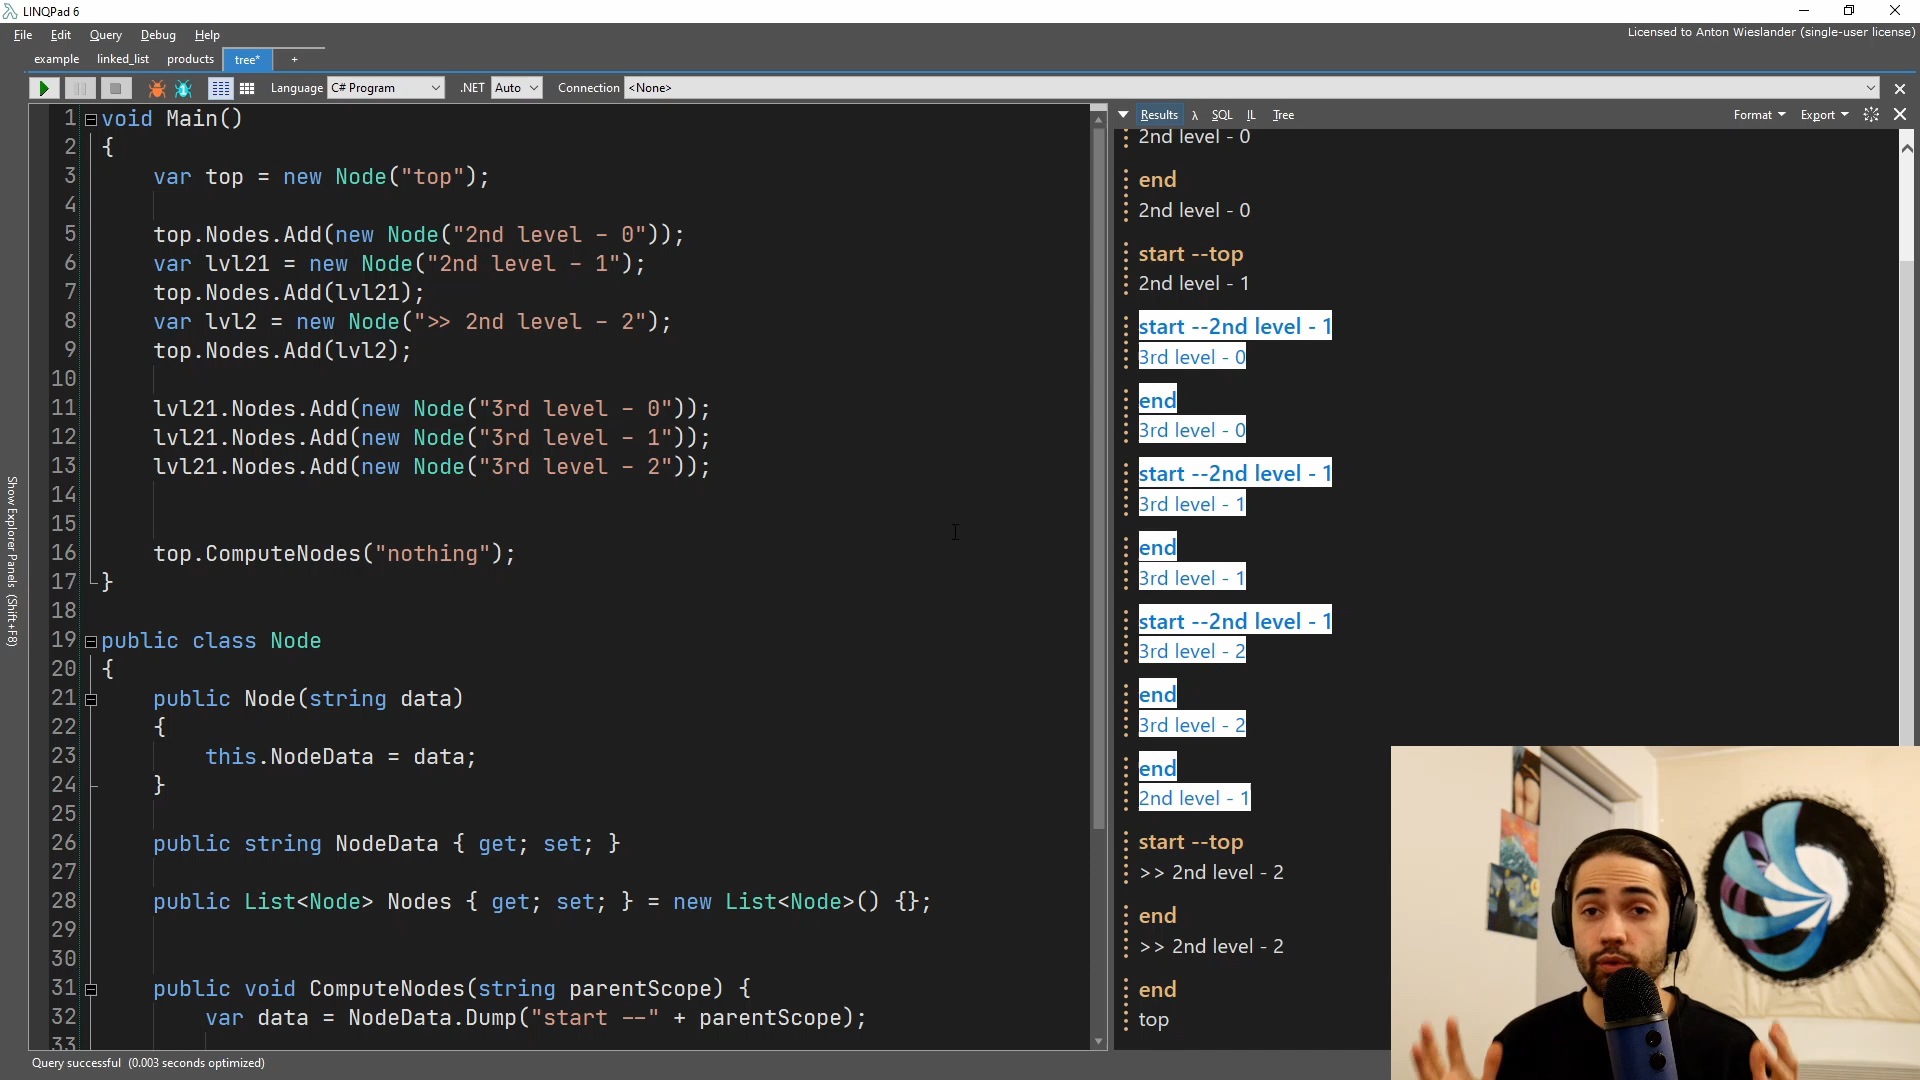 LINQPad 6
File Edit Query Debug Help
Licensed to Anton Wieslander (single-user license)
example linked_list products tree* +
Language C# Program .NET Auto Connection <None>
1 void Main()
2 {
3 var top = new Node("top");
4
5 top.Nodes.Add(new Node("2nd level - 0"));
6 var lvl21 = new Node("2nd level - 1");
7 top.Nodes.Add(lvl21);
8 var lvl2 = new Node(">> 2nd level - 2");
9 top.Nodes.Add(lvl2);
10
11 lvl21.Nodes.Add(new Node("3rd level - 0"));
12 lvl21.Nodes.Add(new Node("3rd level - 1"));
13 lvl21.Nodes.Add(new Node("3rd level - 2"));
14
15
16 top.ComputeNodes("nothing");
17 }
18
19 public class Node
20 {
21 public Node(string data)
22 {
23 this.NodeData = data;
24 }
25
26 public string NodeData { get; set; }
27
28 public List<Node> Nodes { get; set; } = new List<Node>() {};
29
30
31 public void ComputeNodes(string parentScope) {
32 var data = NodeData.Dump("start --" + parentScope);
33
Show Explorer Panels (Shift+F8)
Results λ SQL IL Tree Format Export
2nd level - 0
end
2nd level - 0
start --top
2nd level - 1
start --2nd level - 1
3rd level - 0
end
3rd level - 0
start --2nd level - 1
3rd level - 1
end
3rd level - 1
start --2nd level - 1
3rd level - 2
end
3rd level - 2
end
2nd level - 1
start --top
>> 2nd level - 2
end
>> 2nd level - 2
end
top
Query successful (0.003 seconds optimized)